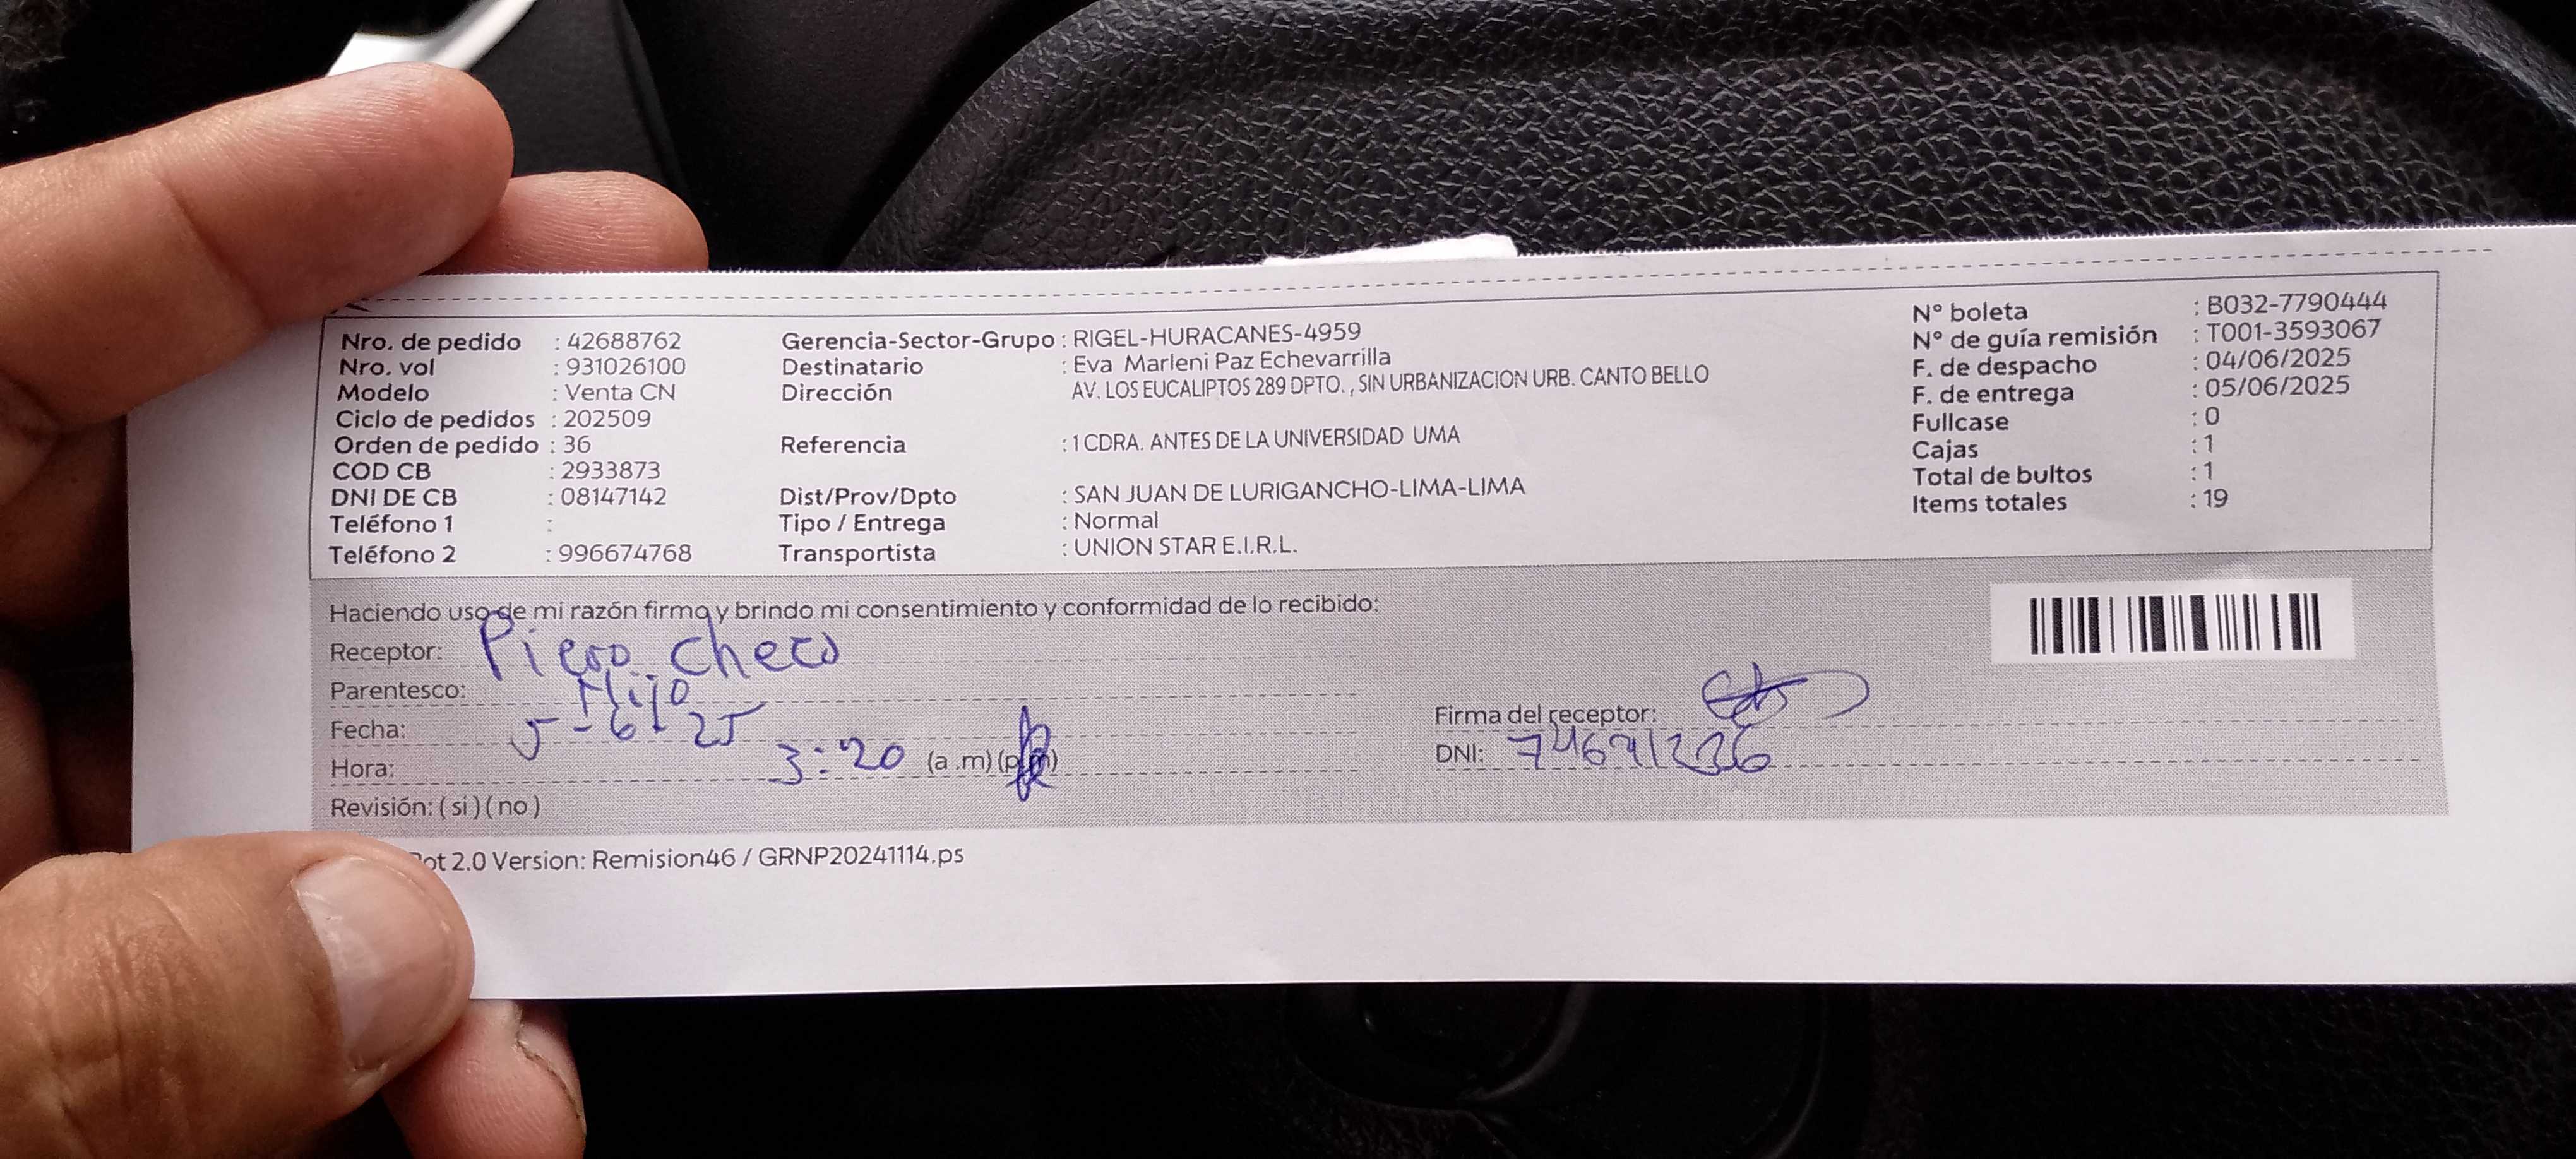 Nro. de pedido : 42688762
Nro. vol : 931026100
Modelo : Venta CN
Ciclo de pedidos : 202509
Orden de pedido : 36
COD CB : 2933873
DNI DE CB : 08147142
Teléfono 1 :
Teléfono 2 : 996674768
Gerencia-Sector-Grupo : RIGEL-HURACANES-4959
Destinatario : Eva Marleni Paz Echevarrilla
Dirección AV. LOS EUCALIPTOS 289 DPTO. , SIN URBANIZACION URB. CANTO BELLO
Referencia : 1 CDRA. ANTES DE LA UNIVERSIDAD UMA
Dist/Prov/Dpto : SAN JUAN DE LURIGANCHO-LIMA-LIMA
Tipo / Entrega : Normal
Transportista : UNION STAR E.I.R.L.
Nº boleta : B032-7790444
Nº de guía remisión : T001-3593067
F. de despacho : 04/06/2025
F. de entrega : 05/06/2025
Fullcase : 0
Cajas : 1
Total de bultos : 1
Items totales : 19
Haciendo uso de mi razón firmo y brindo mi consentimiento y conformidad de lo recibido:
Receptor: Piero checo
Parentesco: Hijo
Fecha: 5-6-25
Hora: 3:20 (a .m) (p.m)
Revisión: ( si ) ( no )
Firma del receptor:
DNI:
ot 2.0 Version: Remision46 / GRNP20241114.ps